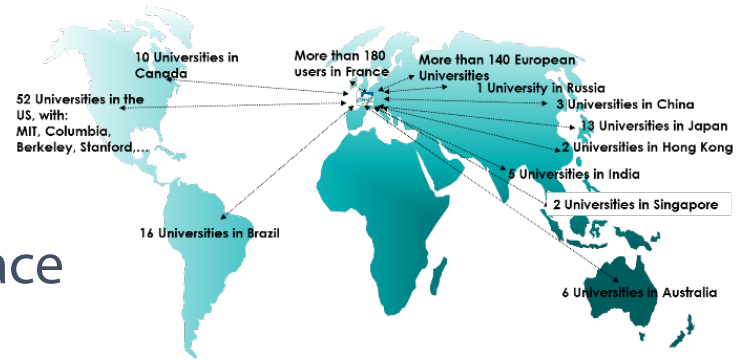 10 Universities in
Canada
More than 180
users in France
More than 140 European
Universities
1 University in Russia
52 Universities in the
US, with:
MIT, Columbia,
Berkeley, Stanford,...
3 Universities in China
13 Universities in Japan
2 Universities in Hong Kong
5 Universities in India
2 Universities in Singapore
16 Universities in Brazil
ace
6 Universities in Australia